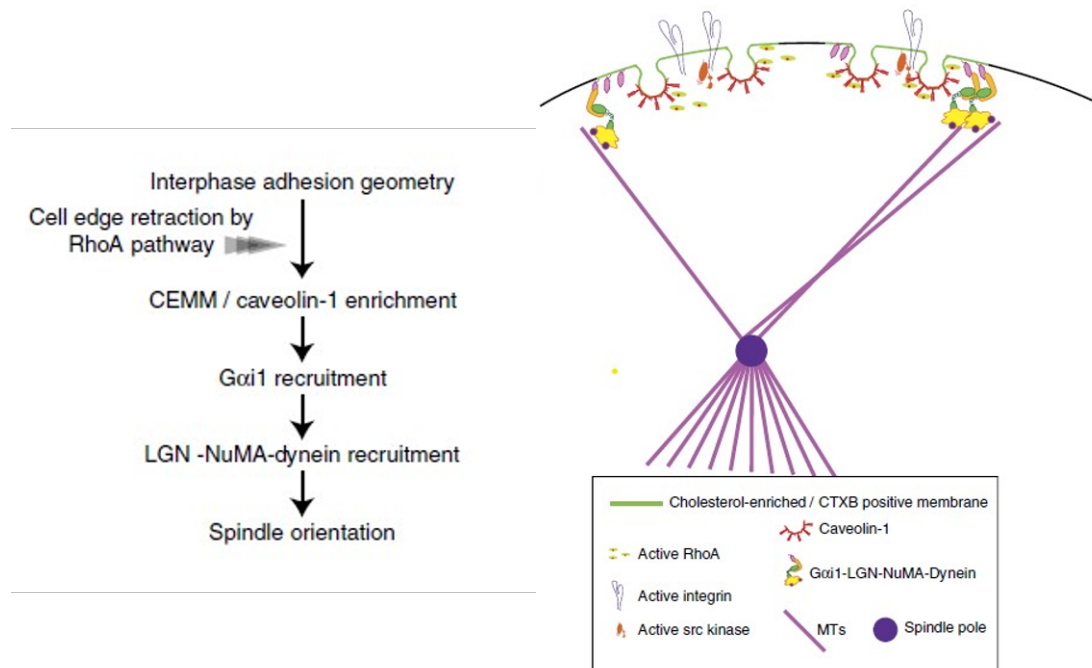 Interphase adhesion geometry
Cell edge retraction by
RhoA pathway
CEMM / caveolin-1 enrichment
Gαi1 recruitment
LGN -NuMA-dynein recruitment
Spindle orientation
Cholesterol-enriched / CTXB positive membrane
Caveolin-1
Active RhoA
Gαi1-LGN-NuMA-Dynein
Active integrin
Active src kinase
MTs
Spindle pole